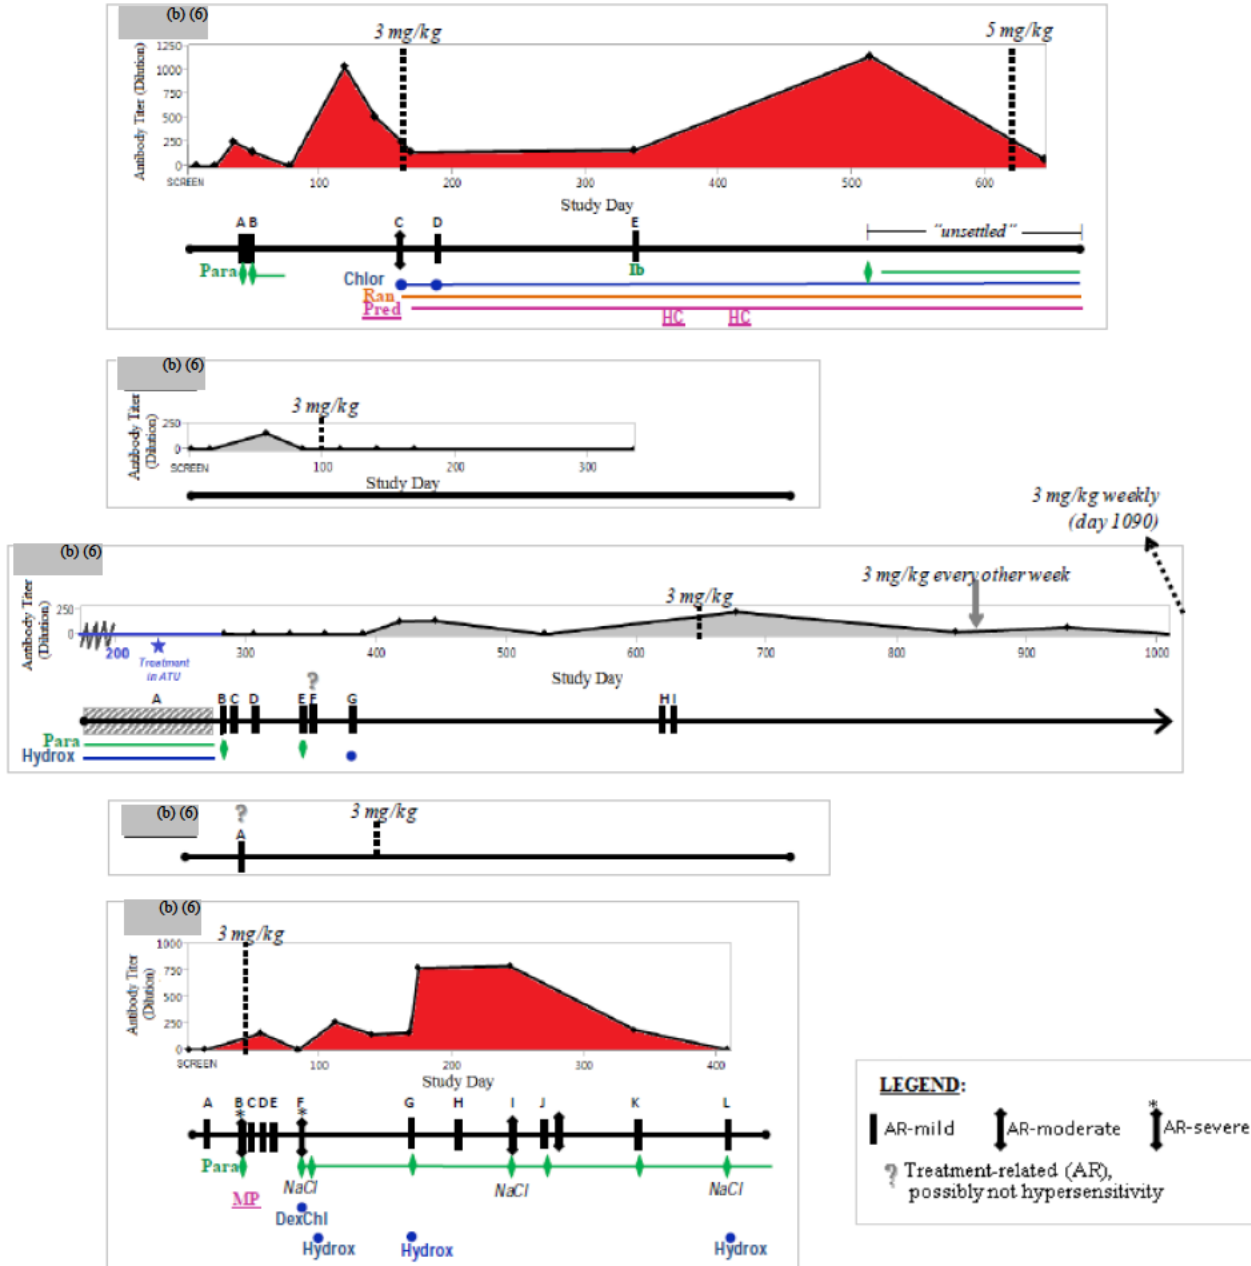 (b) (6)
3 mg/kg
5 mg/kg
Antibody Titer (Dilution)
1250
1000
750
500
250
0
SCREEN
100
200
300
400
500
600
Study Day
A B
C
D
E
"unsettled"
Para
Ib
Chlor
Ran
Pred
HC
HC
(b) (6)
3 mg/kg
Antibody Titer
(Dilution)
250
0
SCREEN
100
200
300
Study Day
3 mg/kg weekly
(day 1090)
(b) (6)
3 mg/kg every other week
3 mg/kg
Antibody Titer
(Dilution)
250
0
200
300
400
500
600
700
800
900
1000
Treatment
in ATU
Study Day
?
A
B C
D
E F
G
H I
Para
Hydrox
(b) (6)
?
A
3 mg/kg
(b) (6)
3 mg/kg
Antibody Titer
(Dilution)
1000
750
500
250
0
SCREEN
100
200
300
400
Study Day
A
B C D E
F
G
H
I
J
K
L
*
*
Para
MP
NaCl
NaCl
NaCl
DexChl
Hydrox
Hydrox
Hydrox
LEGEND:
AR-mild
AR-moderate
*
AR-severe
? Treatment-related (AR),
possibly not hypersensitivity